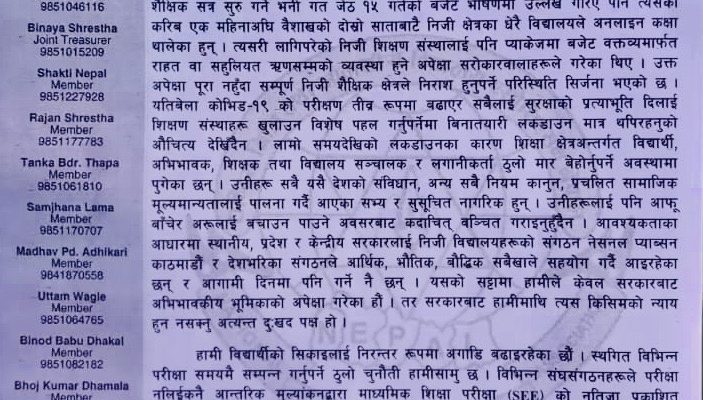 9851046116
Binaya Shrestha
Joint Treasurer
9851015209
Shakti Nepal
Member
9851227928
Rajan Shrestha
Member
9851177783
Tanka Bdr. Thapa
Member
9851061810
Samjhana Lama
Member
9851170707
Madhav Pd. Adhikari
Member
9841870558
Uttam Wagle
Member
9851064765
Binod Babu Dhakal
Member
9851082182
Bhoj Kumar Dhamala
Member
शैक्षिक सत्र सुरु गर्ने भनी गत जेठ १५ गतेको बजेट भाषणमा उल्लेख गरिए पनि त्यसको
करिब एक महिनाअघि वैशाखको दोस्रो साताबाटै निजी क्षेत्रका धेरै विद्यालयले अनलाइन कक्षा
थालेका हुन् । त्यसरी लागिपरेको निजी शिक्षण संस्थालाई पनि प्याकेजमा बजेट वक्तव्यमार्फत
राहत वा सहुलियत ऋणसम्मको व्यवस्था हुने अपेक्षा सरोकारवालाहरूले गरेका थिए । उक्त
अपेक्षा पूरा नहुँदा सम्पूर्ण निजी शैक्षिक क्षेत्रले निराश हुनुपर्ने परिस्थिति सिर्जना भएको छ ।
यतिबेला कोभिड-१९ को परीक्षण तीव्र रूपमा बढाएर सबैलाई सुरक्षाको प्रत्याभूति दिलाई
शिक्षण संस्थाहरू खुलाउन विशेष पहल गर्नुपर्नेमा बिनातयारी लकडाउन मात्र थपिरहनुको
औचित्य देखिँदैन । लामो समयदेखिको लकडाउनका कारण शिक्षा क्षेत्रअन्तर्गत विद्यार्थी,
अभिभावक, शिक्षक तथा विद्यालय सञ्चालक र लगानीकर्ता ठुलो मार बेहोर्नुपर्ने अवस्थामा
पुगेका छन् । उनीहरू सबै यसै देशको संविधान, अन्य सबै नियम कानुन, प्रचलित सामाजिक
मूल्यमान्यतालाई पालना गर्दै आएका सभ्य र सुसूचित नागरिक हुन् । उनीहरूलाई पनि आफू
बाँचेर अरूलाई बचाउन पाउने अवसरबाट कदाचित् बञ्चित गराइनुहुँदैन । आवश्यकताका
आधारमा स्थानीय, प्रदेश र केन्द्रीय सरकारलाई निजी विद्यालयहरूको संगठन नेसनल प्याब्सन
काठमाडौं र देशभरिका संगठनले आर्थिक, भौतिक, बौद्धिक सबैखाले सहयोग गर्दै आइरहेका
छन् र आगामी दिनमा पनि गर्ने नै छन् । यसको सट्टामा हामीले केवल सरकारबाट
अभिभावकीय भूमिकाको अपेक्षा गरेका हौं । तर सरकारबाट हामीमाथि त्यस किसिमको न्याय
हुन नसक्नु अत्यन्त दुःखद पक्ष हो ।
हामी विद्यार्थीको सिकाइलाई निरन्तर रूपमा अगाडि बढाइरहेका छौं । स्थगित विभिन्न
परीक्षा समयमै सम्पन्न गर्नुपर्ने ठुलो चुनौती हामीसामु छ । विभिन्न संघसंगठनहरूले परीक्षा
नलिईकनै आन्तरिक मूल्यांकनद्वारा माध्यमिक शिक्षा परीक्षा (SEE) को नतिजा प्रकाशित